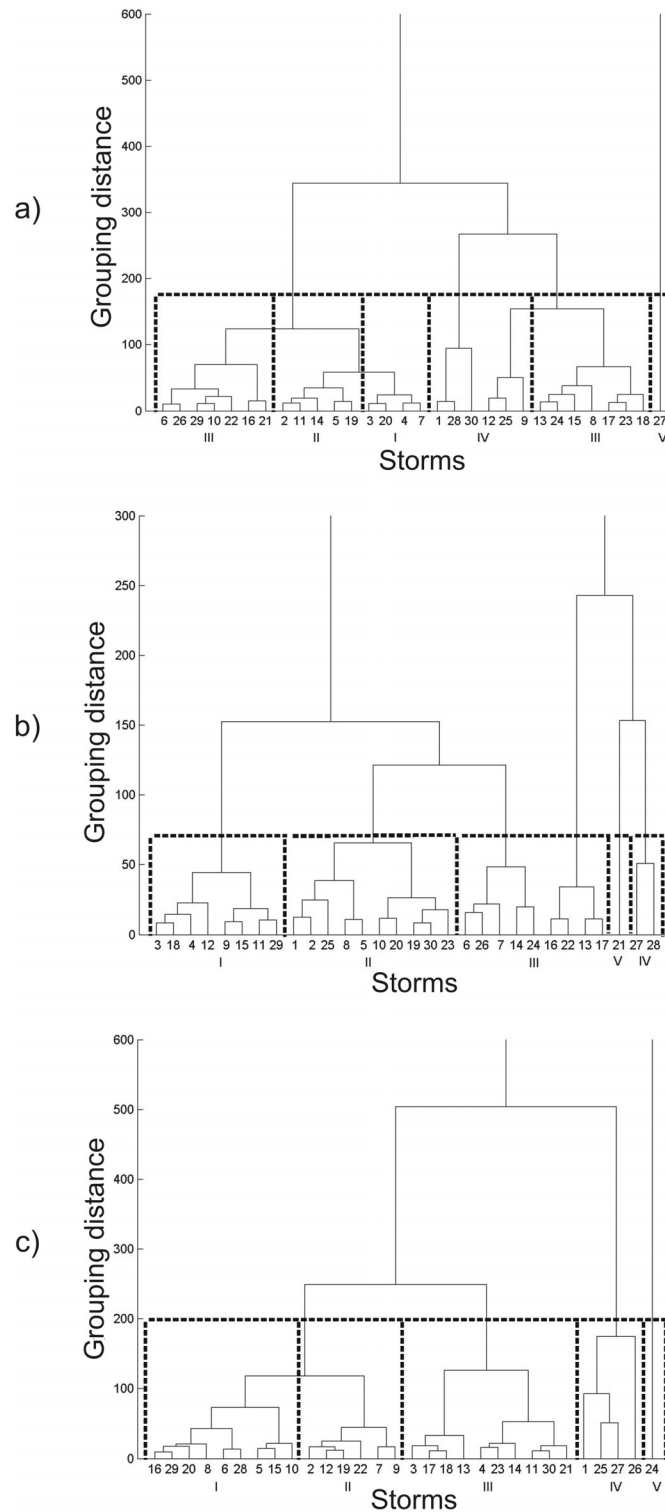 a)
Grouping distance
600
500
400
300
200
100
0
6 26 29 10 22 16 21 2 11 14 5 19 3 20 4 7 1 28 30 12 25 9 13 24 15 8 17 23 18 27
III II I IV III V
Storms
b)
Grouping distance
300
250
200
150
100
50
0
3 18 4 12 9 15 11 29 1 2 25 8 5 10 20 19 30 23 6 26 7 14 24 16 22 13 17 21 27 28
I II III V IV
Storms
c)
Grouping distance
600
500
400
300
200
100
0
16 29 20 8 6 28 5 15 10 2 12 19 22 7 9 3 17 18 13 4 23 14 11 30 21 1 25 27 26 24
I II III IV V
Storms